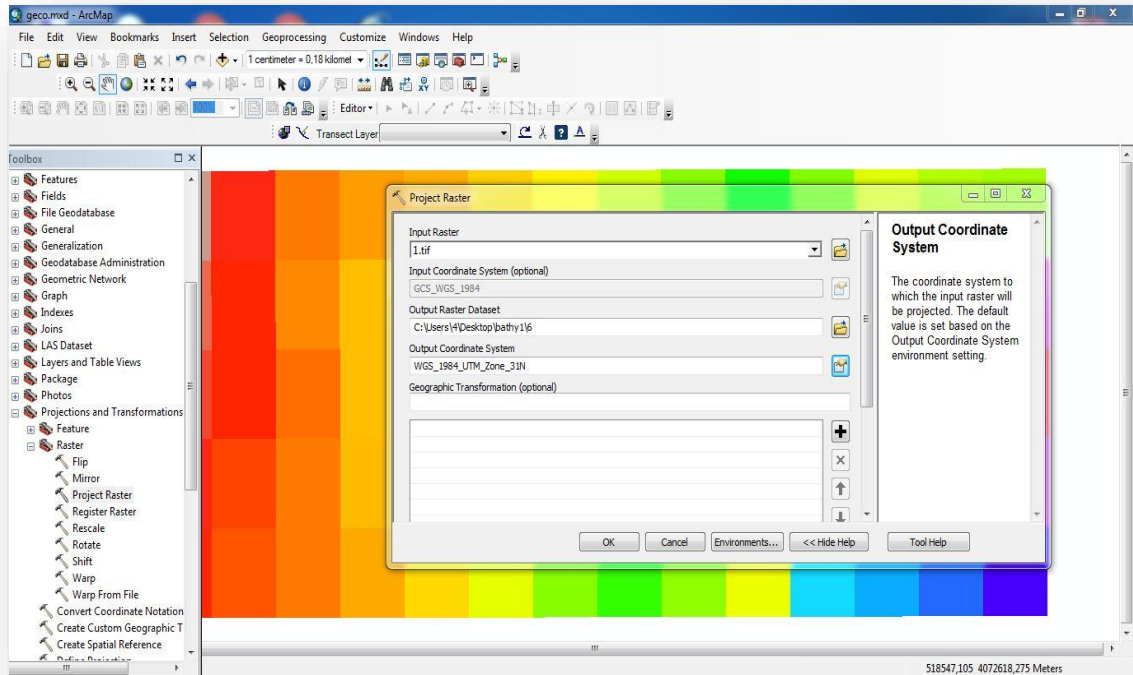 geco.mxd - ArcMap
File Edit View Bookmarks Insert Selection Geoprocessing Customize Windows Help
1 centimeter = 0,18 kilomet
100%
Editor
Transect Layer
Toolbox
Features
Fields
File Geodatabase
General
Generalization
Geodatabase Administration
Geometric Network
Graph
Indexes
Joins
LAS Dataset
Layers and Table Views
Package
Photos
Projections and Transformations
Feature
Raster
Flip
Mirror
Project Raster
Register Raster
Rescale
Rotate
Shift
Warp
Warp From File
Convert Coordinate Notation
Create Custom Geographic T
Create Spatial Reference
Define Projection
Project Raster
Input Raster
1.tif
Input Coordinate System (optional)
GCS_WGS_1984
Output Raster Dataset
C:\Users\4\Desktop\bathy1\6
Output Coordinate System
WGS_1984_UTM_Zone_31N
Geographic Transformation (optional)
OK Cancel Environments... << Hide Help Tool Help
Output Coordinate
System
The coordinate system to
which the input raster will
be projected. The default
value is set based on the
Output Coordinate System
environment setting.
518547,105 4072618,275 Meters